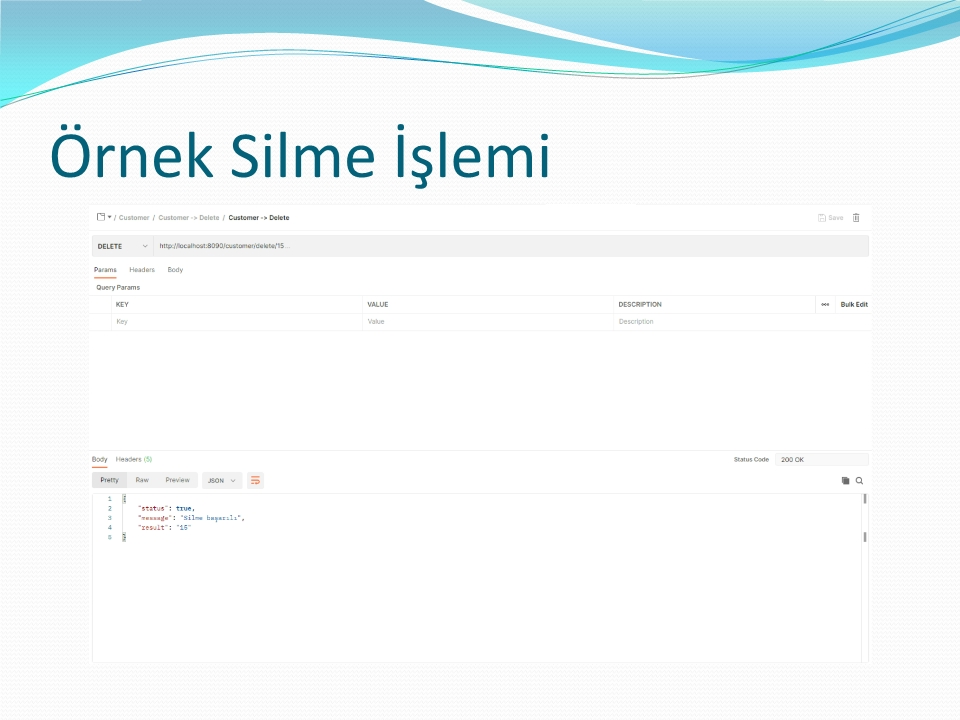 Örnek Silme İşlemi
/ Customer / Customer -> Delete / Customer -> Delete Save
DELETE http://localhost:8090/customer/delete/15...
Params Headers Body
Query Params
KEY VALUE DESCRIPTION Bulk Edit
Key Value Description
Body Headers (5) Status Code 200 OK
Pretty Raw Preview JSON
1 {
2 "status": true,
3 "message": "Silme başarılı",
4 "result": "15"
5 }